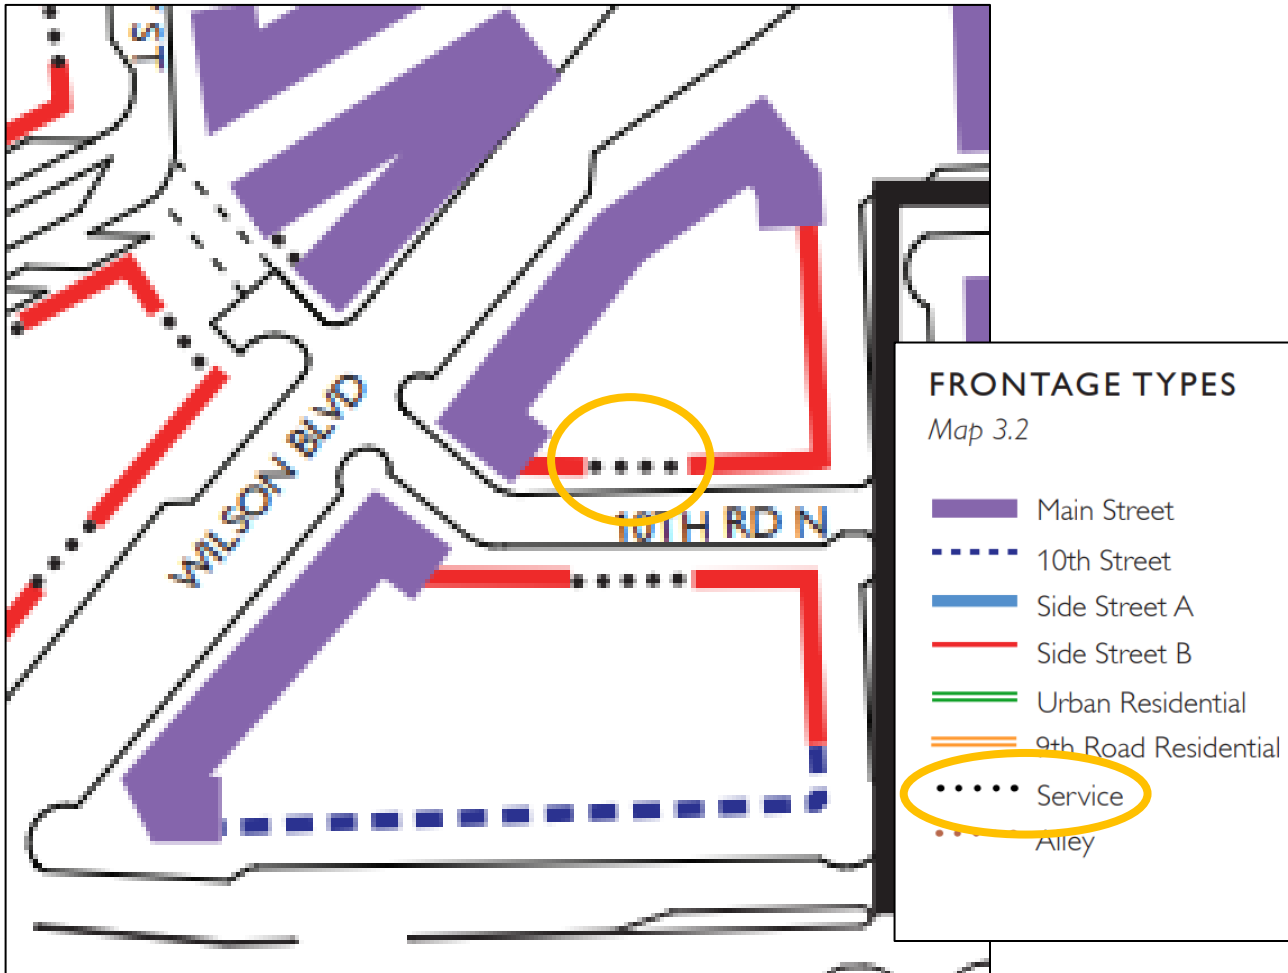 ST
WILSON BLVD
10TH RD N
FRONTAGE TYPES
Map 3.2
Main Street
10th Street
Side Street A
Side Street B
Urban Residential
9th Road Residential
Service
Alley